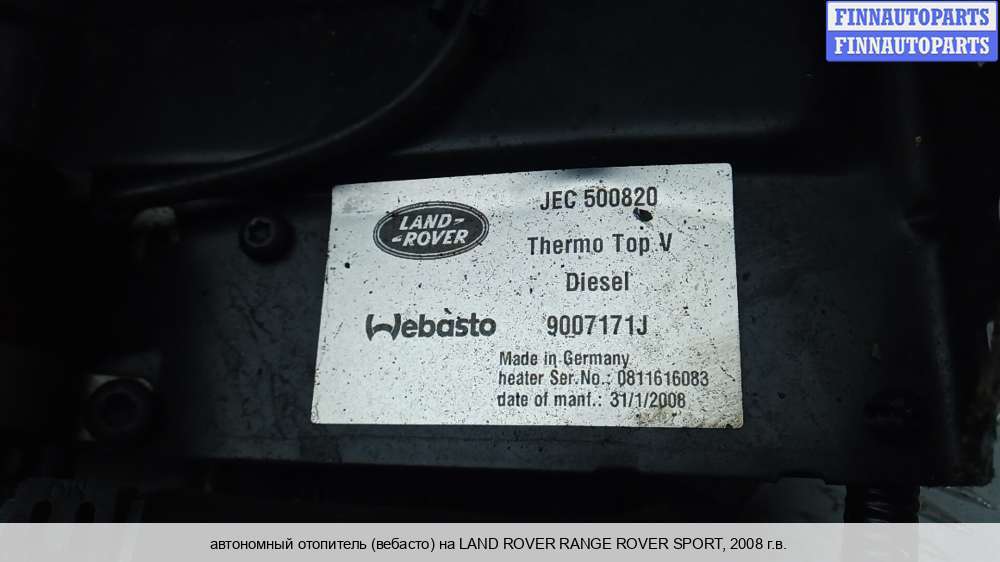 FINNAUTOPARTS
FINNAUTOPARTS
LAND-
-ROVER
JEC 500820
Thermo Top V
Diesel
Webasto
9007171J
Made in Germany
heater Ser.No.: 0811616083
date of manf.: 31/1/2008
автономный отопитель (вебасто) на LAND ROVER RANGE ROVER SPORT, 2008 г.в.